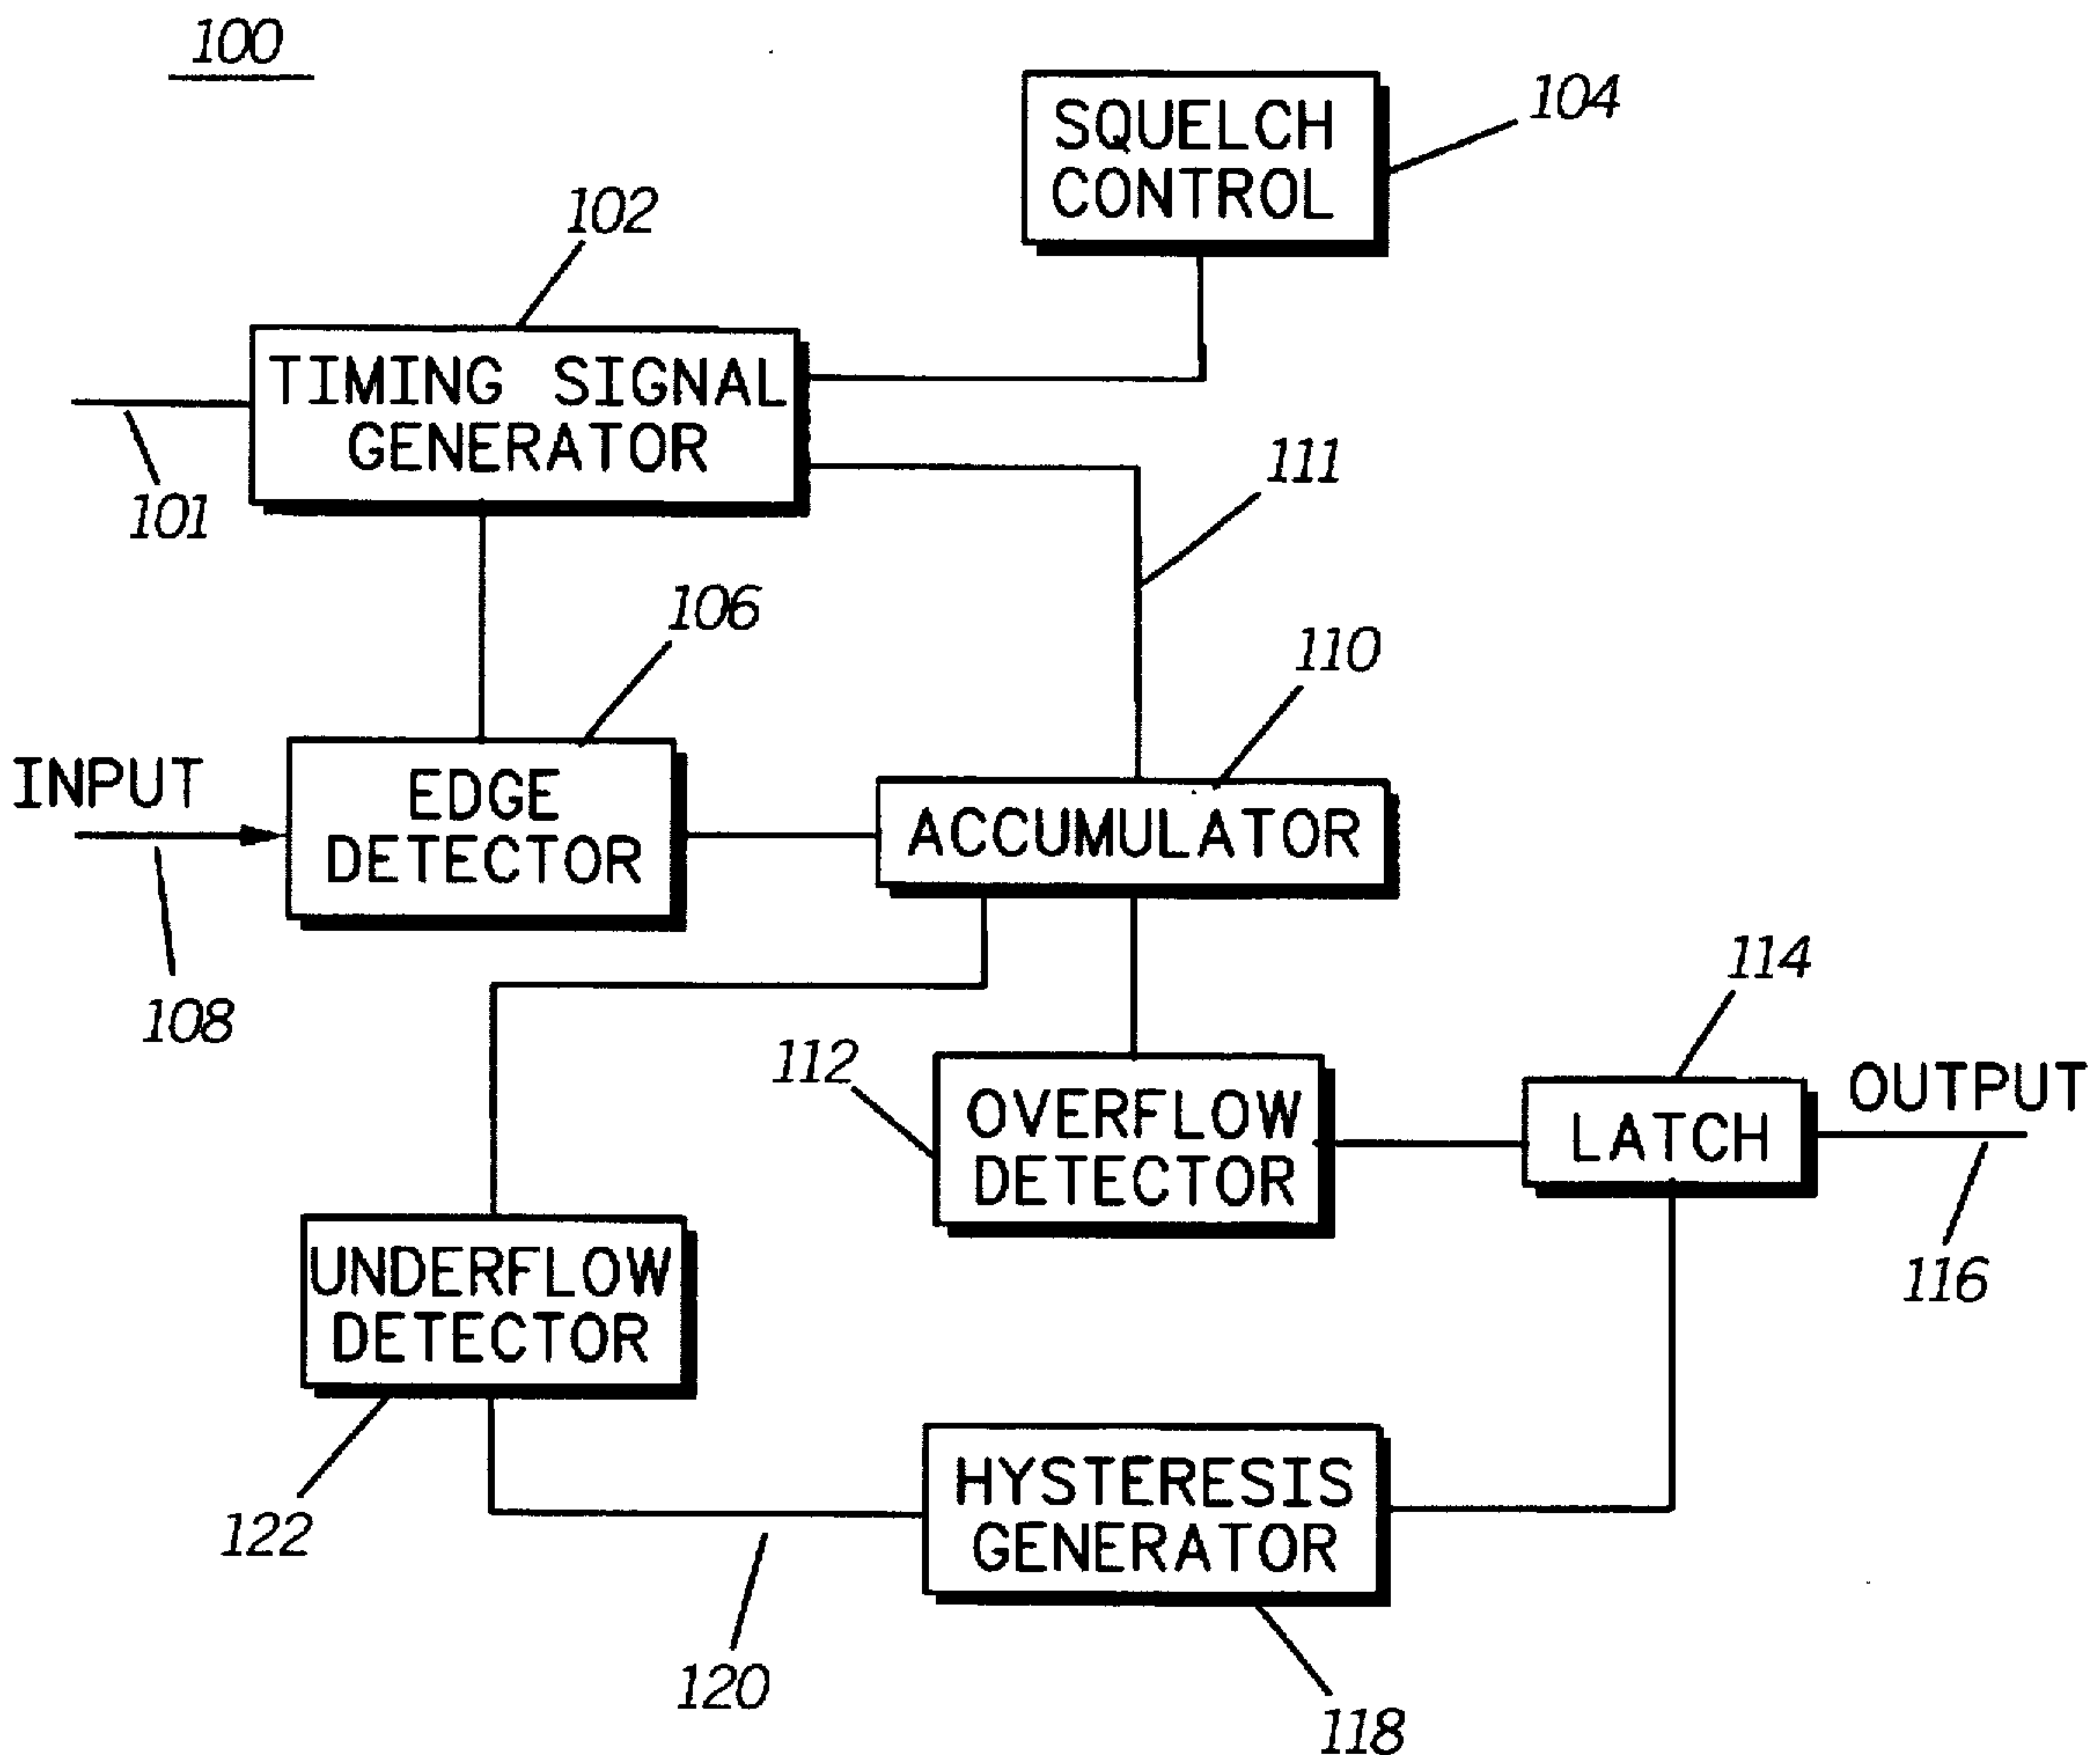 100
SQUELCH
CONTROL
104
102
TIMING SIGNAL
GENERATOR
101
111
106
110
INPUT
EDGE
DETECTOR
ACCUMULATOR
108
114
112
OVERFLOW
DETECTOR
LATCH
OUTPUT
116
UNDERFLOW
DETECTOR
122
HYSTERESIS
GENERATOR
120
118